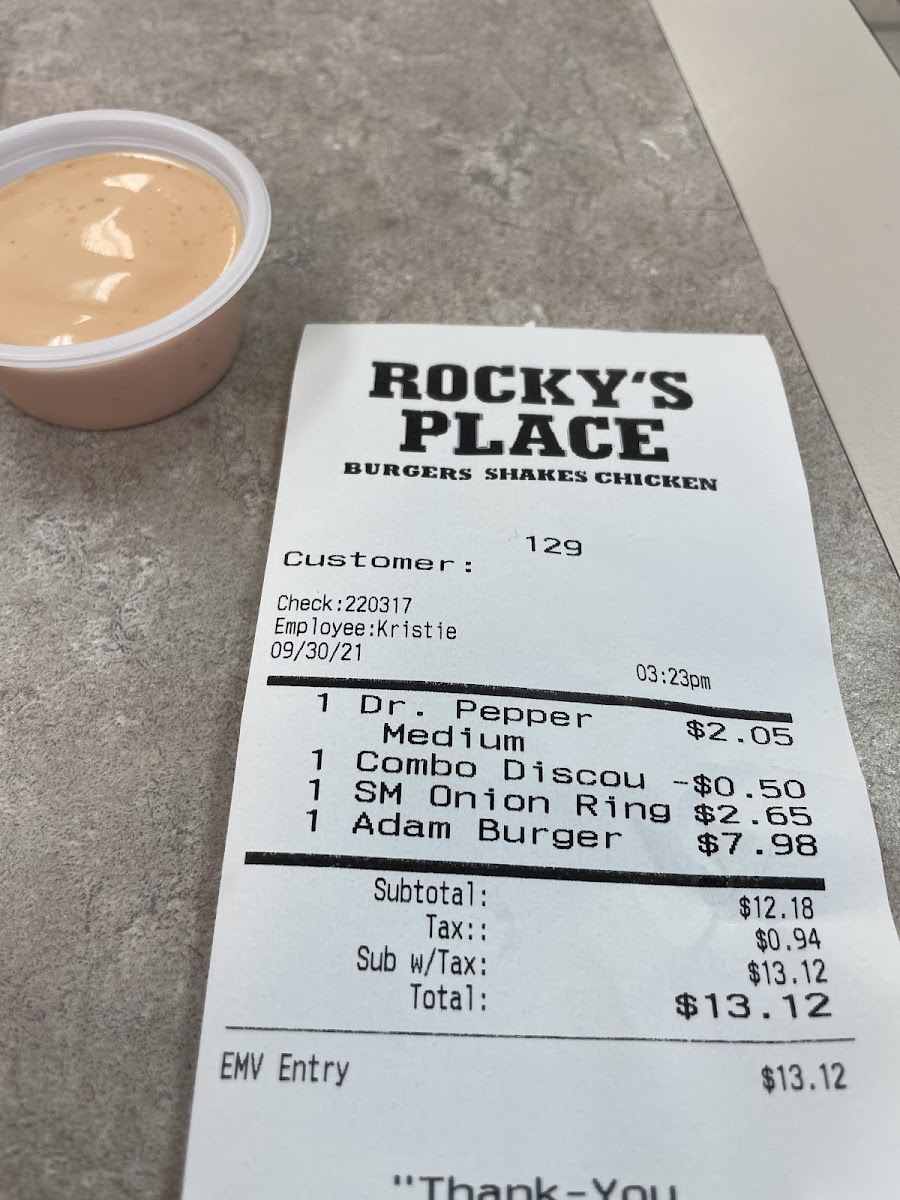 ROCKY'S
PLACE
BURGERS SHAKES CHICKEN
129
Customer:
Check:220317
Employee:Kristie
09/30/21
03:23pm
1 Dr. Pepper $2.05
Medium
1 Combo Discou -$0.50
1 SM Onion Ring $2.65
1 Adam Burger $7.98
Subtotal: $12.18
Tax:: $0.94
Sub w/Tax: $13.12
Total: $13.12
EMV Entry $13.12
"Thank-You